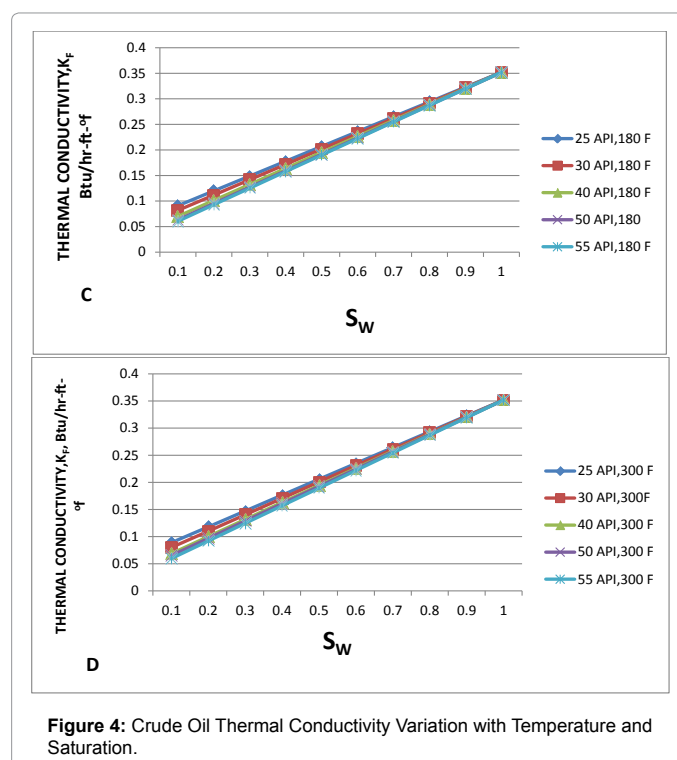 THERMAL CONDUCTIVITY,KF
Btu/hr-ft-ºf
0.4
0.35
0.3
0.25
0.2
0.15
0.1
0.05
0
0.1 0.2 0.3 0.4 0.5 0.6 0.7 0.8 0.9 1
C
SW
25 API,180 F
30 API,180 F
40 API,180 F
50 API,180
55 API,180 F
THERMAL CONDUCTIVITY,KF, Btu/hr-ft-
ºf
0.4
0.35
0.3
0.25
0.2
0.15
0.1
0.05
0
0.1 0.2 0.3 0.4 0.5 0.6 0.7 0.8 0.9 1
SW
D
25 API,300 F
30 API,300F
40 API,300 F
50 API,300 F
55 API,300 F
Figure 4: Crude Oil Thermal Conductivity Variation with Temperature and
Saturation.